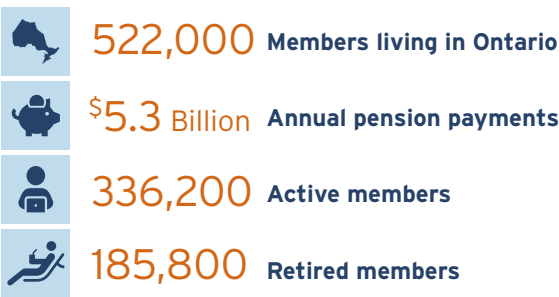 522,000 Members living in Ontario
$5.3 Billion Annual pension payments
336,200 Active members
185,800 Retired members